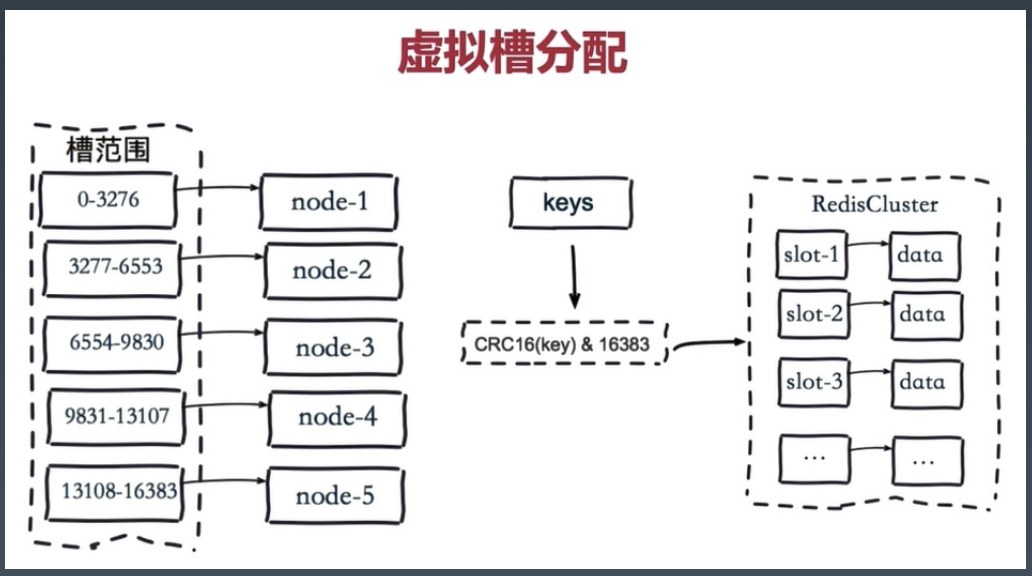 虚拟槽分配
槽范围
0-3276
node-1
3277-6553
node-2
6554-9830
node-3
9831-13107
node-4
13108-16383
node-5
keys
CRC16(key) & 16383
RedisCluster
slot-1
data
slot-2
data
slot-3
data
...
...